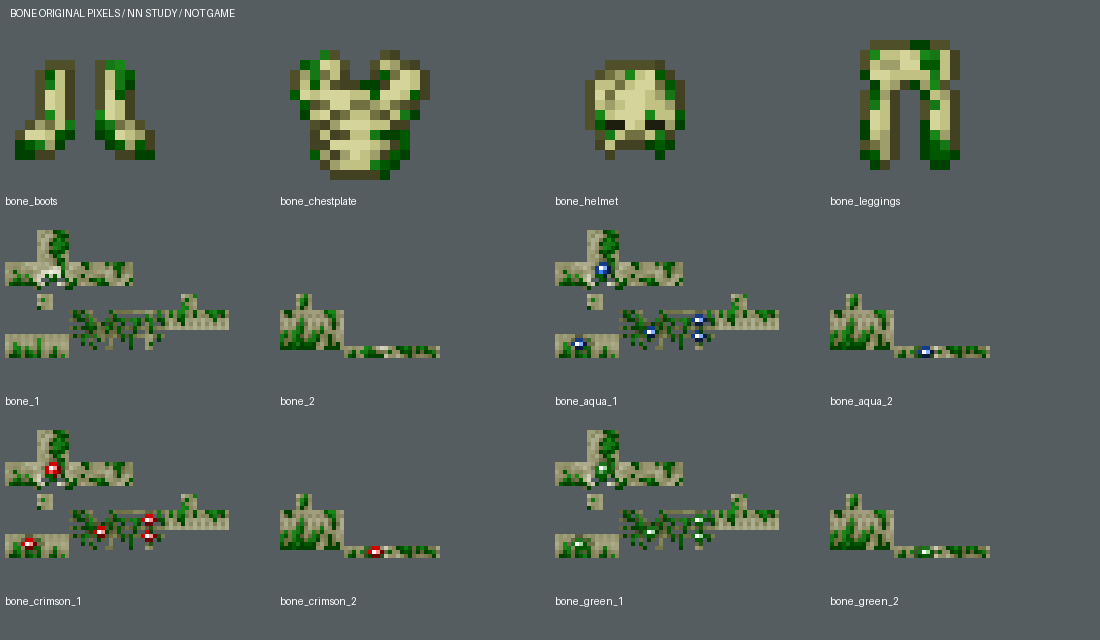 BONE ORIGINAL PIXELS / NN STUDY / NOT GAME
bone_boots
bone_chestplate
bone_helmet
bone_leggings
bone_1
bone_2
bone_aqua_1
bone_aqua_2
bone_crimson_1
bone_crimson_2
bone_green_1
bone_green_2